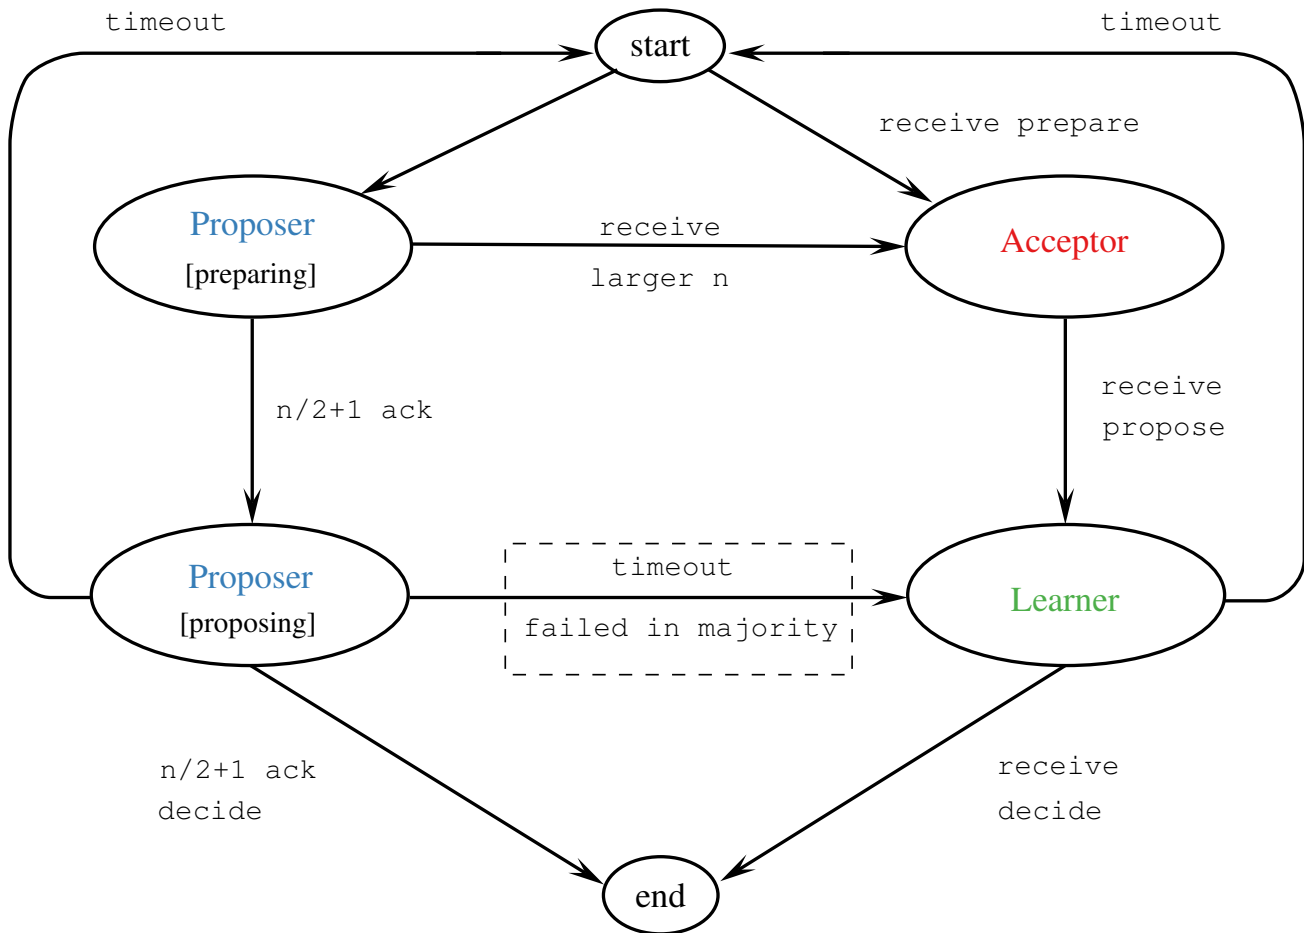 timeout
start
timeout
receive prepare
Proposer
[preparing]
receive
larger n
Acceptor
n/2+1 ack
receive
propose
Proposer
[proposing]
timeout
failed in majority
Learner
n/2+1 ack
decide
receive
decide
end